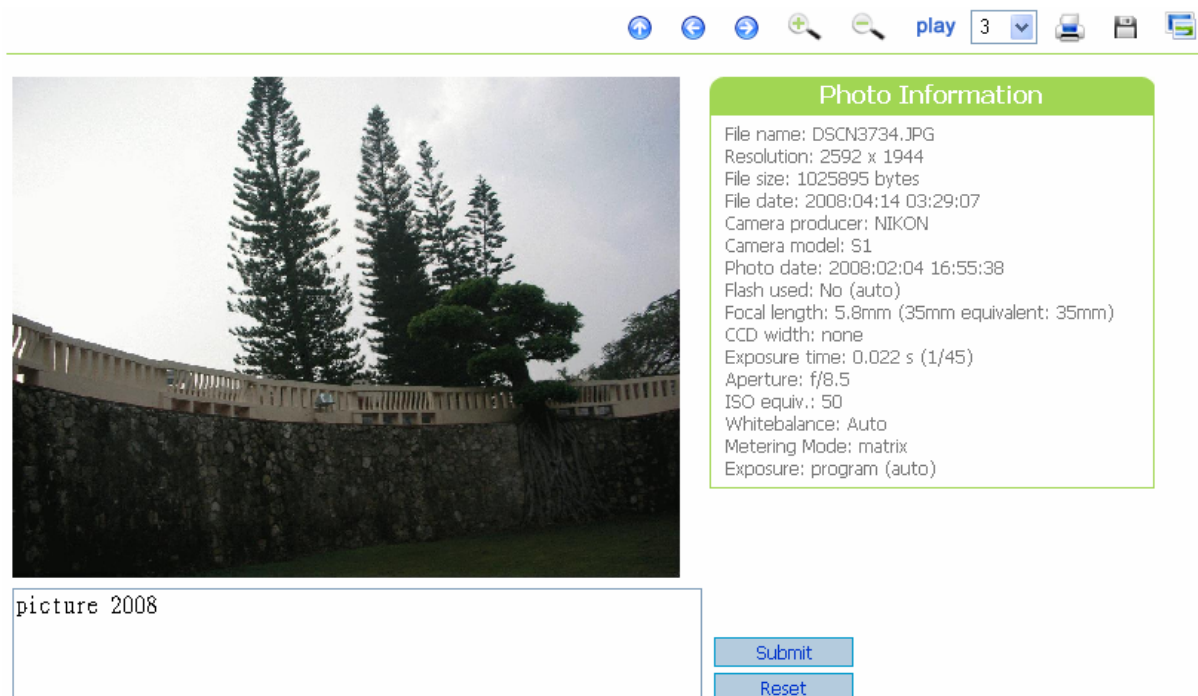 play 3
Photo Information
File name: DSCN3734.JPG
Resolution: 2592 x 1944
File size: 1025895 bytes
File date: 2008:04:14 03:29:07
Camera producer: NIKON
Camera model: S1
Photo date: 2008:02:04 16:55:38
Flash used: No (auto)
Focal length: 5.8mm (35mm equivalent: 35mm)
CCD width: none
Exposure time: 0.022 s (1/45)
Aperture: f/8.5
ISO equiv.: 50
Whitebalance: Auto
Metering Mode: matrix
Exposure: program (auto)
picture 2008
Submit
Reset